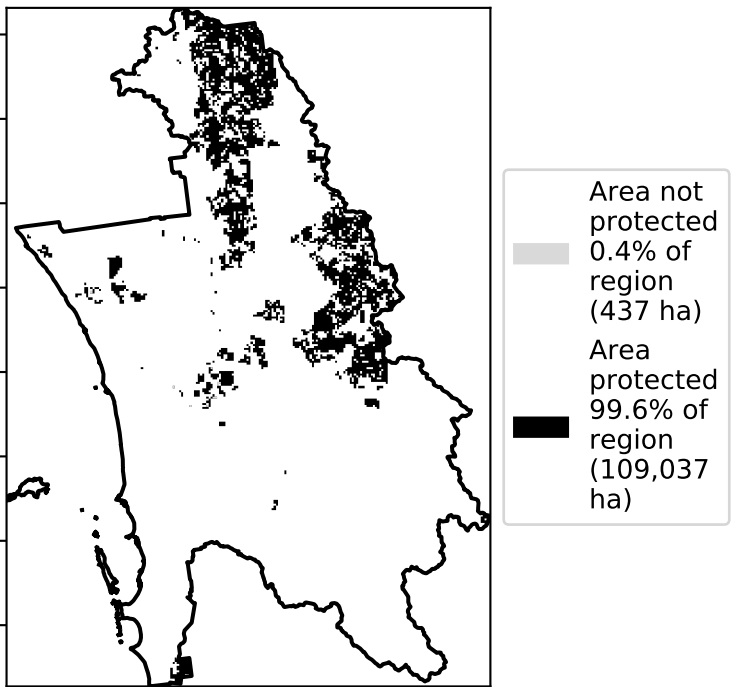 Area not
protected
0.4% of
region
(437 ha)
Area
protected
99.6% of
region
(109,037
ha)